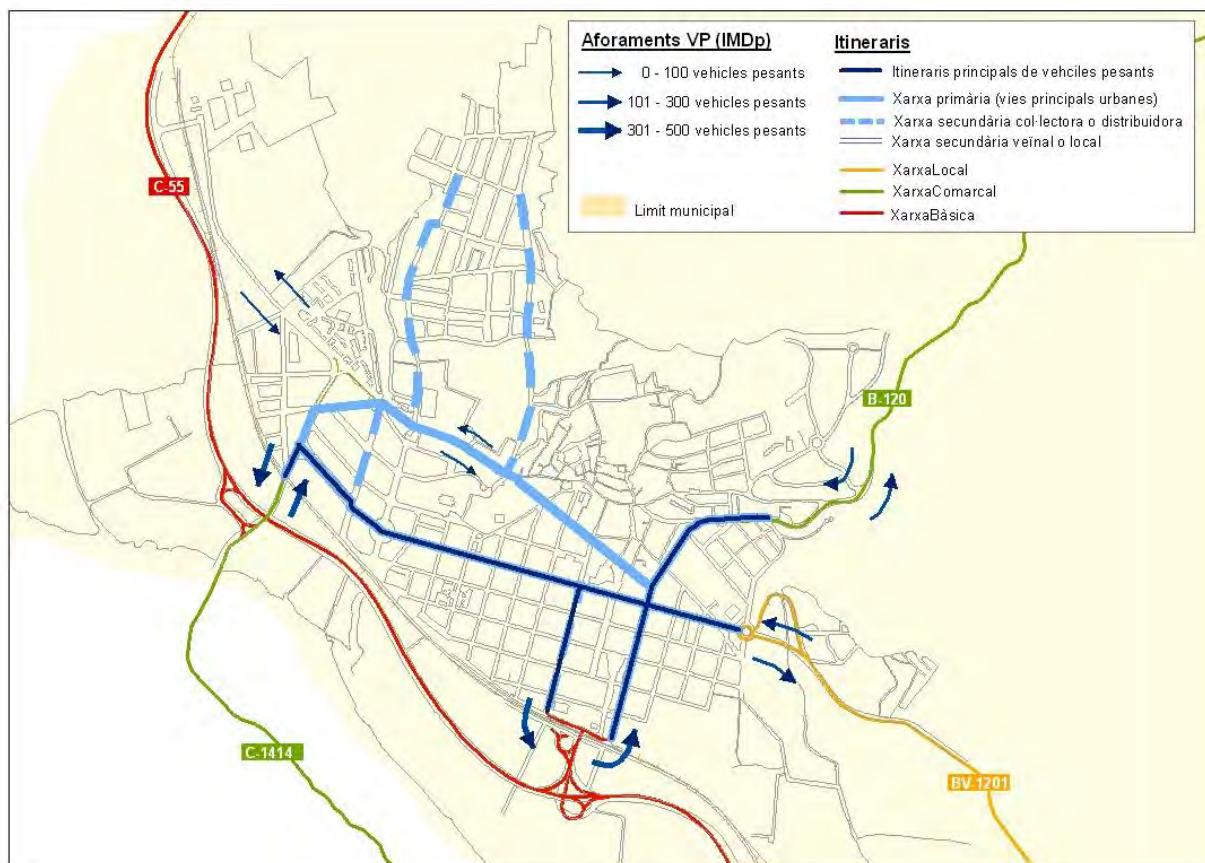 Aforaments VP (IMDp)
0 - 100 vehicles pesants
101 - 300 vehicles pesants
301 - 500 vehicles pesants
Limit municipal
Itineraris
Itineraris principals de vehciles pesants
Xarxa primària (vies principals urbanes)
Xarxa secundària col·lectora o distribuidora
Xarxa secundària veïnal o local
XarxaLocal
XarxaComarcal
XarxaBàsica
C-55
B-120
C-1414
BV-1201